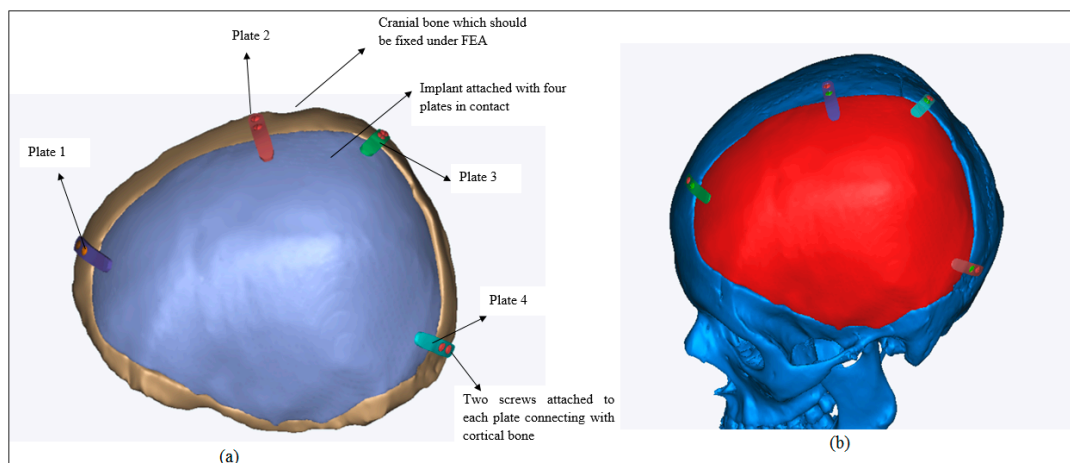 Cranial bone which should
be fixed under FEA
Plate 2
Implant attached with four
plates in contact
Plate 1
Plate 3
Plate 4
Two screws attached to
each plate connecting with
cortical bone
(a)
(b)